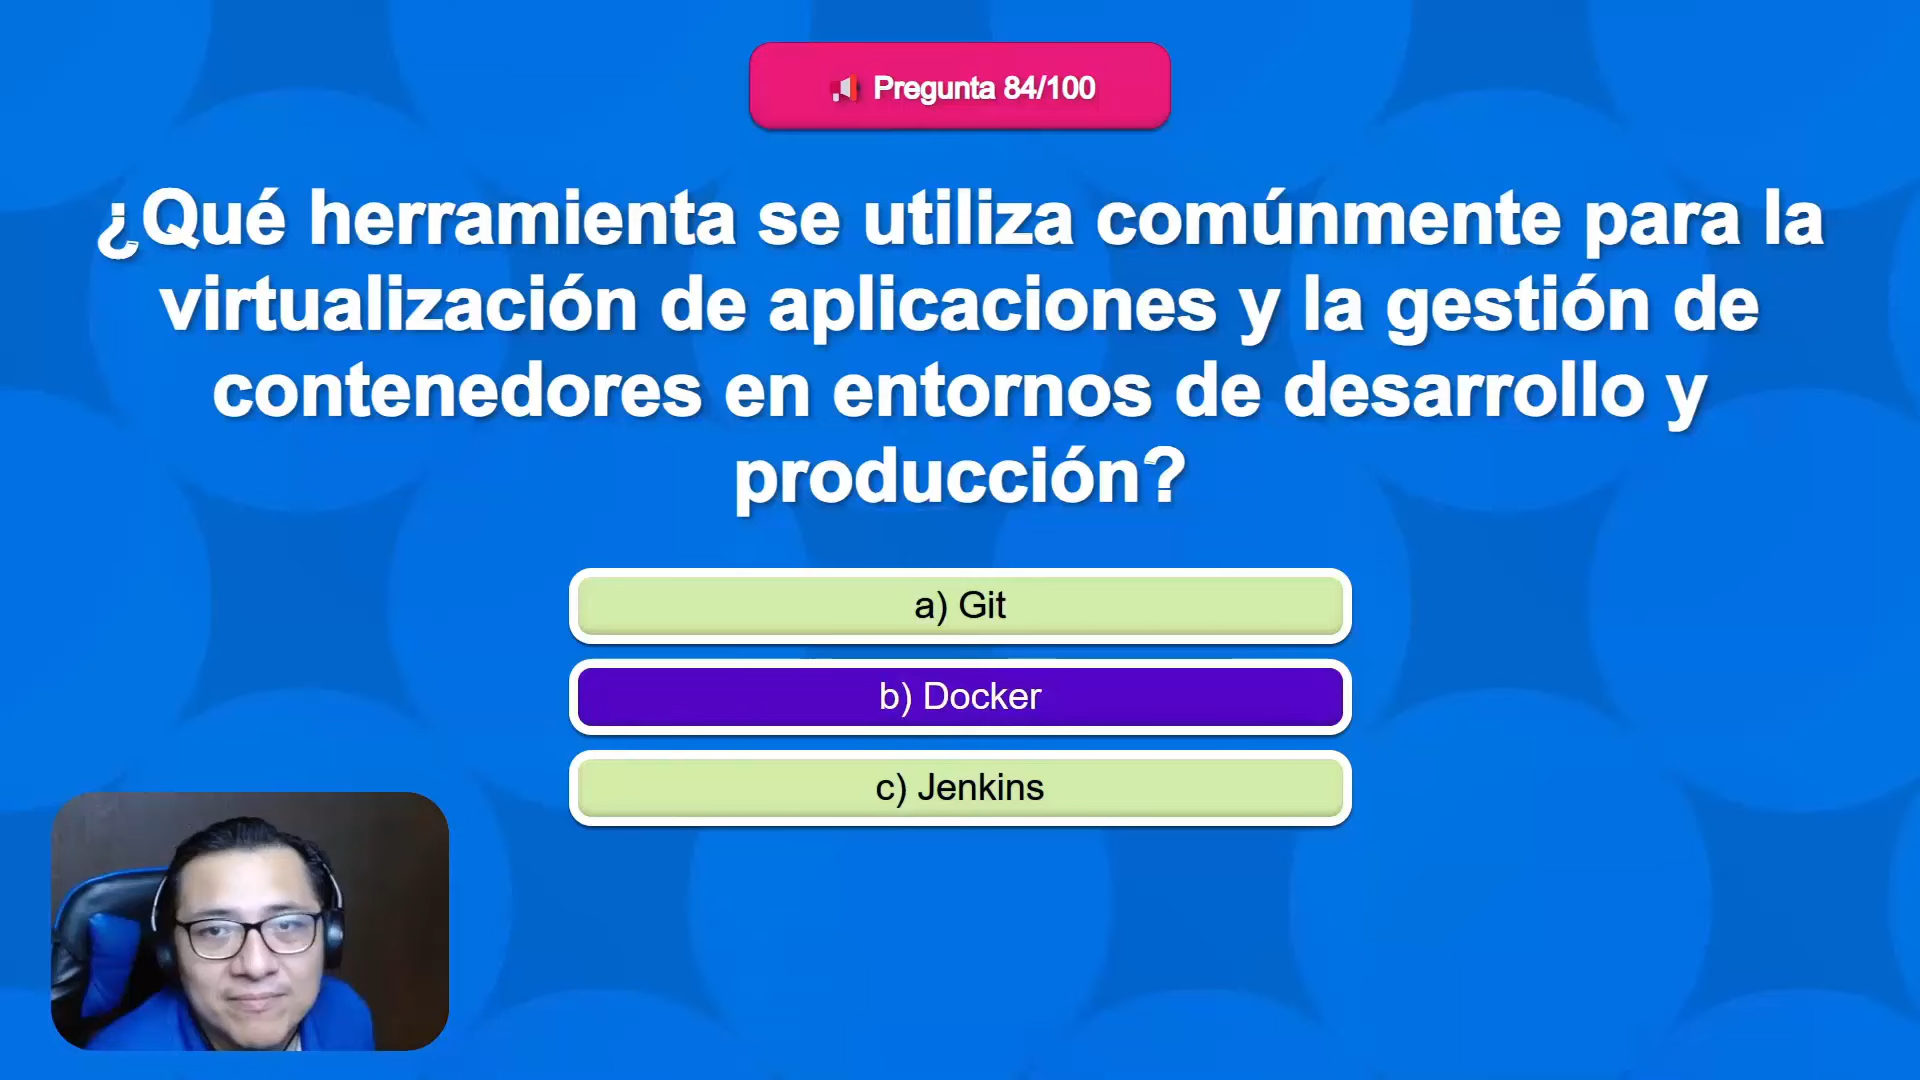 Pregunta 84/100
¿Qué herramienta se utiliza comúnmente para la
virtualización de aplicaciones y la gestión de
contenedores en entornos de desarrollo y
producción?
a) Git
b) Docker
c) Jenkins